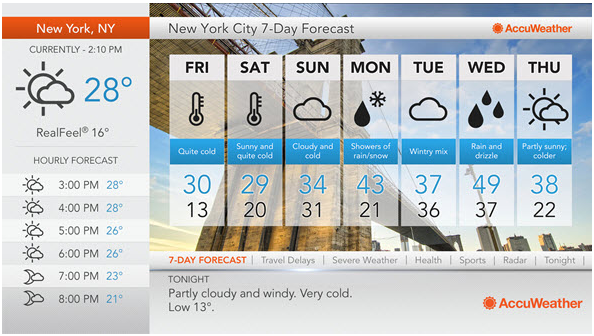 New York, NY
CURRENTLY - 2:10 PM
28°
RealFeel® 16°
HOURLY FORECAST
3:00 PM 28°
4:00 PM 28°
5:00 PM 26°
6:00 PM 26°
7:00 PM 23°
8:00 PM 21°
New York City 7-Day Forecast
AccuWeather
FRI SAT SUN MON TUE WED THU
Quite cold
Sunny and
quite cold
Cloudy and
cold
Showers of
rain/snow
Wintry mix
Rain and
drizzle
Partly sunny;
colder
30 29 34 43 37 49 38
13 20 31 21 36 37 22
7-DAY FORECAST | Travel Delays | Severe Weather | Health | Sports | Radar | Tonight |
TONIGHT
Partly cloudy and windy. Very cold.
Low 13°.
AccuWeather